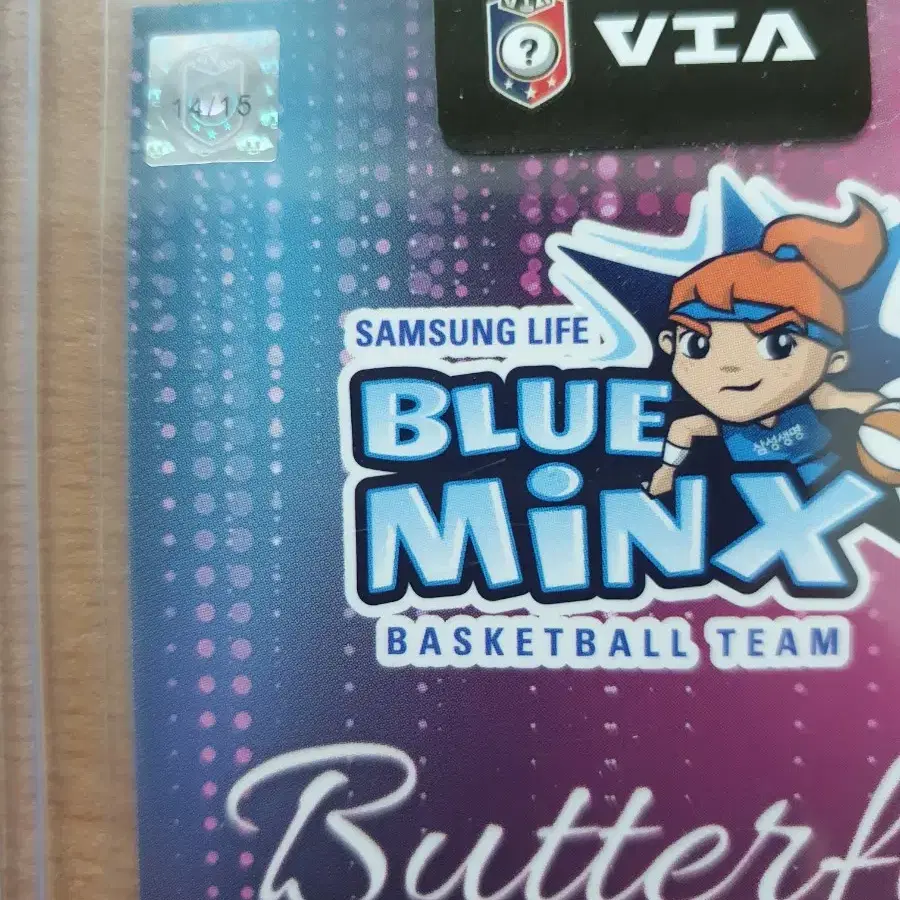 VIA
?
14/15
SAMSUNG LIFE
BLUE
MiNX
삼성생명
BASKETBALL TEAM
Butterf